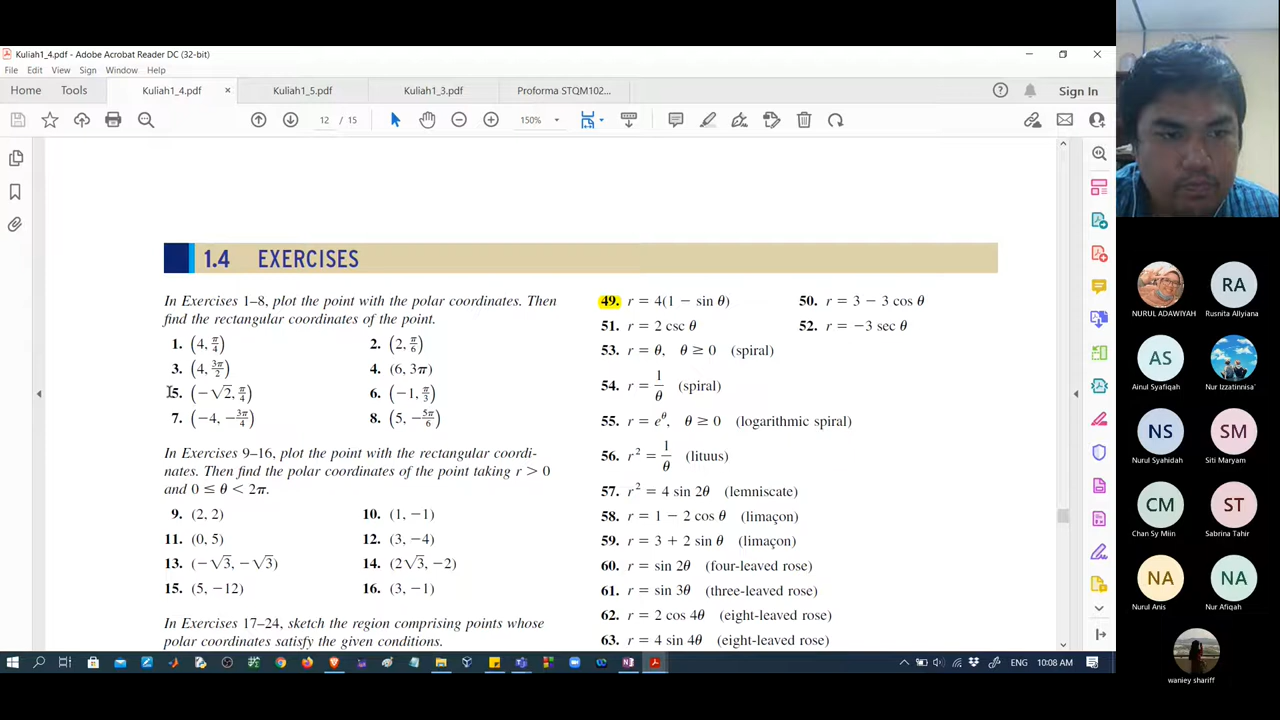 Kuliah1_4.pdf - Adobe Acrobat Reader DC (32-bit)
File Edit View Sign Window Help
Home Tools Kuliah1_4.pdf × Kuliah1_5.pdf Kuliah1_3.pdf Proforma STQM102... Sign In
12 / 15 150%
1.4 EXERCISES
In Exercises 1–8, plot the point with the polar coordinates. Then
find the rectangular coordinates of the point.
1. (4, π/4) 2. (2, π/6)
3. (4, 3π/2) 4. (6, 3π)
5. (−√2, π/4) 6. (−1, π/3)
7. (−4, −3π/4) 8. (5, −5π/6)
In Exercises 9–16, plot the point with the rectangular coordi-
nates. Then find the polar coordinates of the point taking r > 0
and 0 ≤ θ < 2π.
9. (2, 2) 10. (1, −1)
11. (0, 5) 12. (3, −4)
13. (−√3, −√3) 14. (2√3, −2)
15. (5, −12) 16. (3, −1)
In Exercises 17–24, sketch the region comprising points whose
polar coordinates satisfy the given conditions.
49. r = 4(1 − sin θ) 50. r = 3 − 3 cos θ
51. r = 2 csc θ 52. r = −3 sec θ
53. r = θ, θ ≥ 0 (spiral)
54. r = 1/θ (spiral)
55. r = e^θ, θ ≥ 0 (logarithmic spiral)
56. r² = 1/θ (lituus)
57. r² = 4 sin 2θ (lemniscate)
58. r = 1 − 2 cos θ (limaçon)
59. r = 3 + 2 sin θ (limaçon)
60. r = sin 2θ (four-leaved rose)
61. r = sin 3θ (three-leaved rose)
62. r = 2 cos 4θ (eight-leaved rose)
63. r = 4 sin 4θ (eight-leaved rose)
NURUL ADAWIYAH
RA
Rusnita Allyiana
AS
Ainul Syafiqah
Nur Izzatinnisa'
NS
Nurul Syahidah
SM
Siti Maryam
CM
Chan Sy Miin
ST
Sabrina Tahir
NA
Nurul Anis
NA
Nur Afiqah
waniey shariff
ENG 10:08 AM